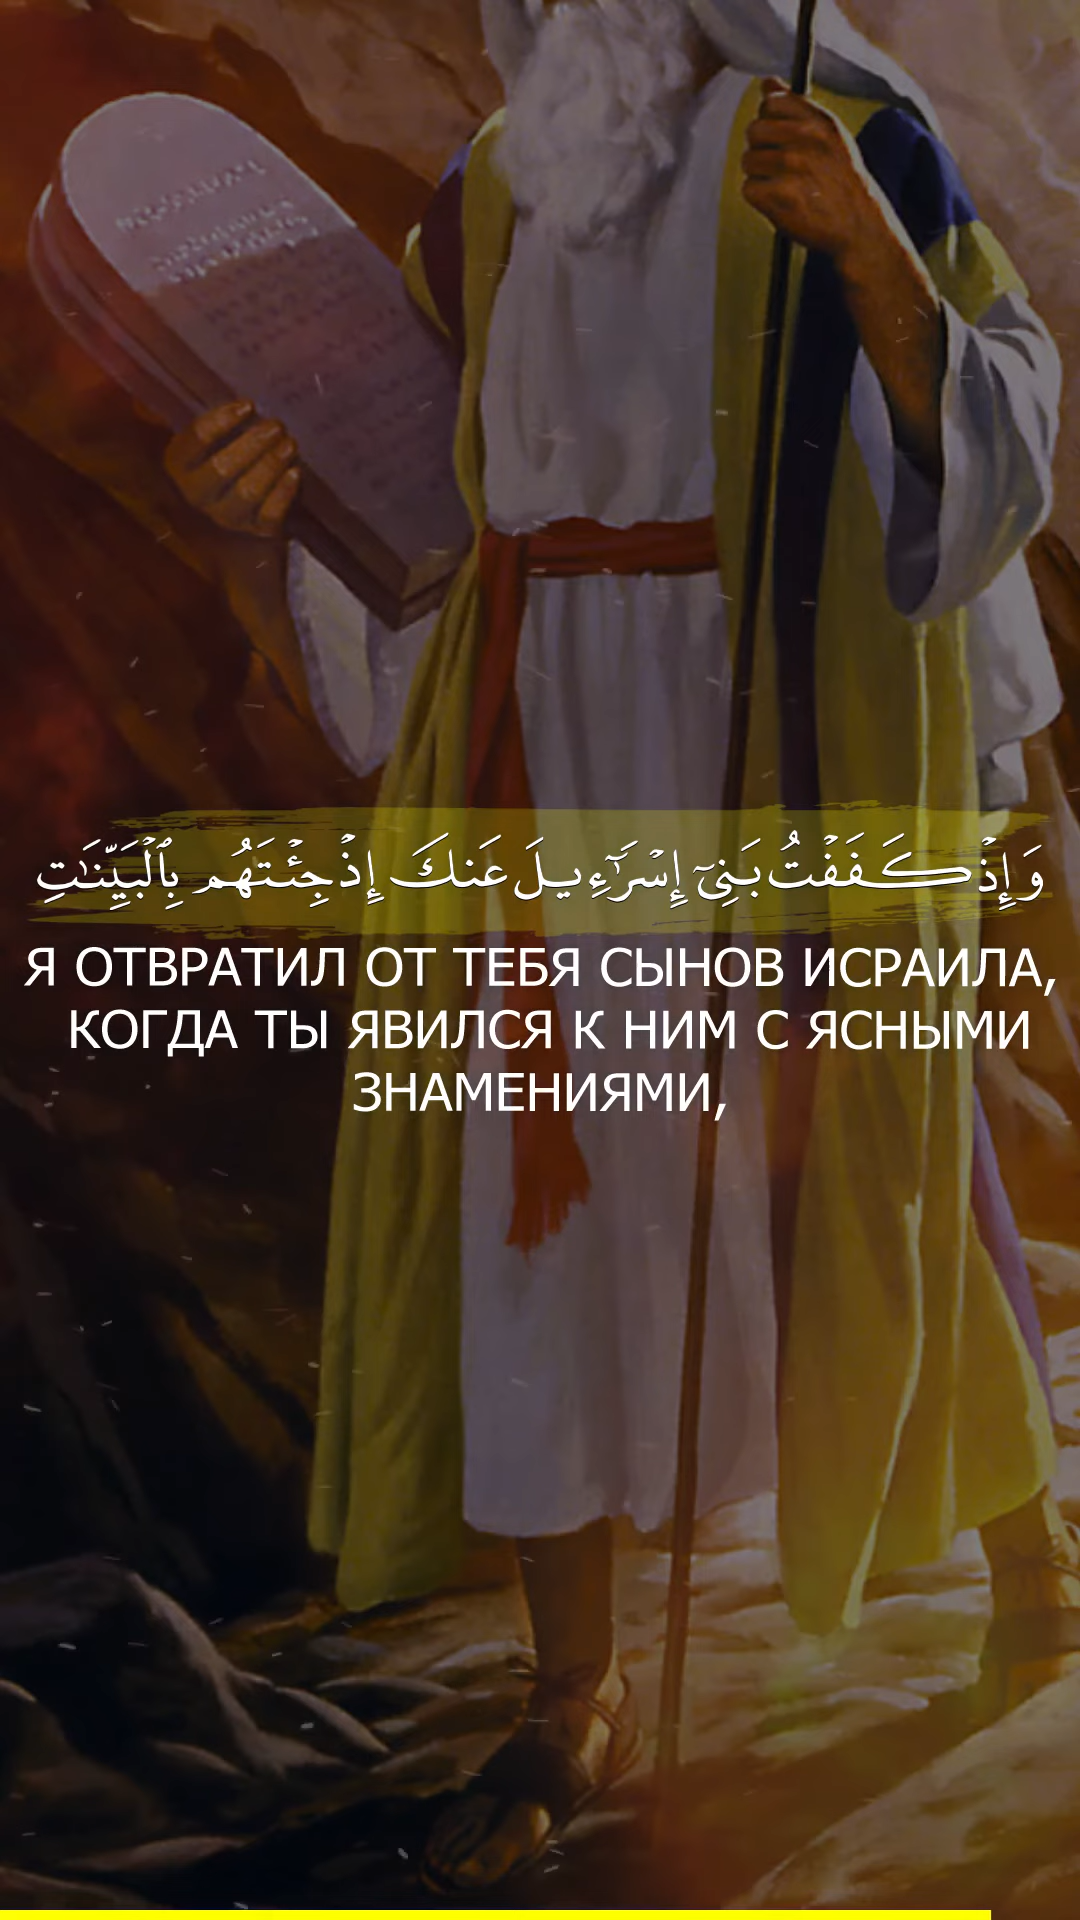 وَإِذۡ كَفَفۡتُ بَنِيٓ إِسۡرَٰٓءِيلَ عَنكَ إِذۡ جِئۡتَهُم بِٱلۡبَيِّنَٰتِ
Я ОТВРАТИЛ ОТ ТЕБЯ СЫНОВ ИСРАИЛА,
КОГДА ТЫ ЯВИЛСЯ К НИМ С ЯСНЫМИ
ЗНАМЕНИЯМИ,